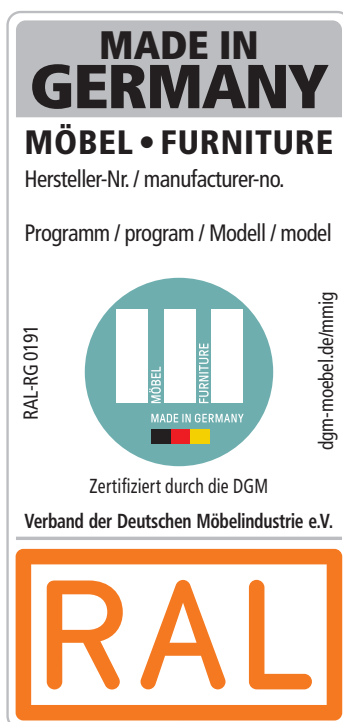 MADE IN
GERMANY
MÖBEL • FURNITURE
Hersteller-Nr. / manufacturer-no.
Programm / program / Modell / model
RAL-RG 0191
MÖBEL
FURNITURE
MADE IN GERMANY
dgm-moebel.de/mmig
Zertifiziert durch die DGM
Verband der Deutschen Möbelindustrie e.V.
RAL